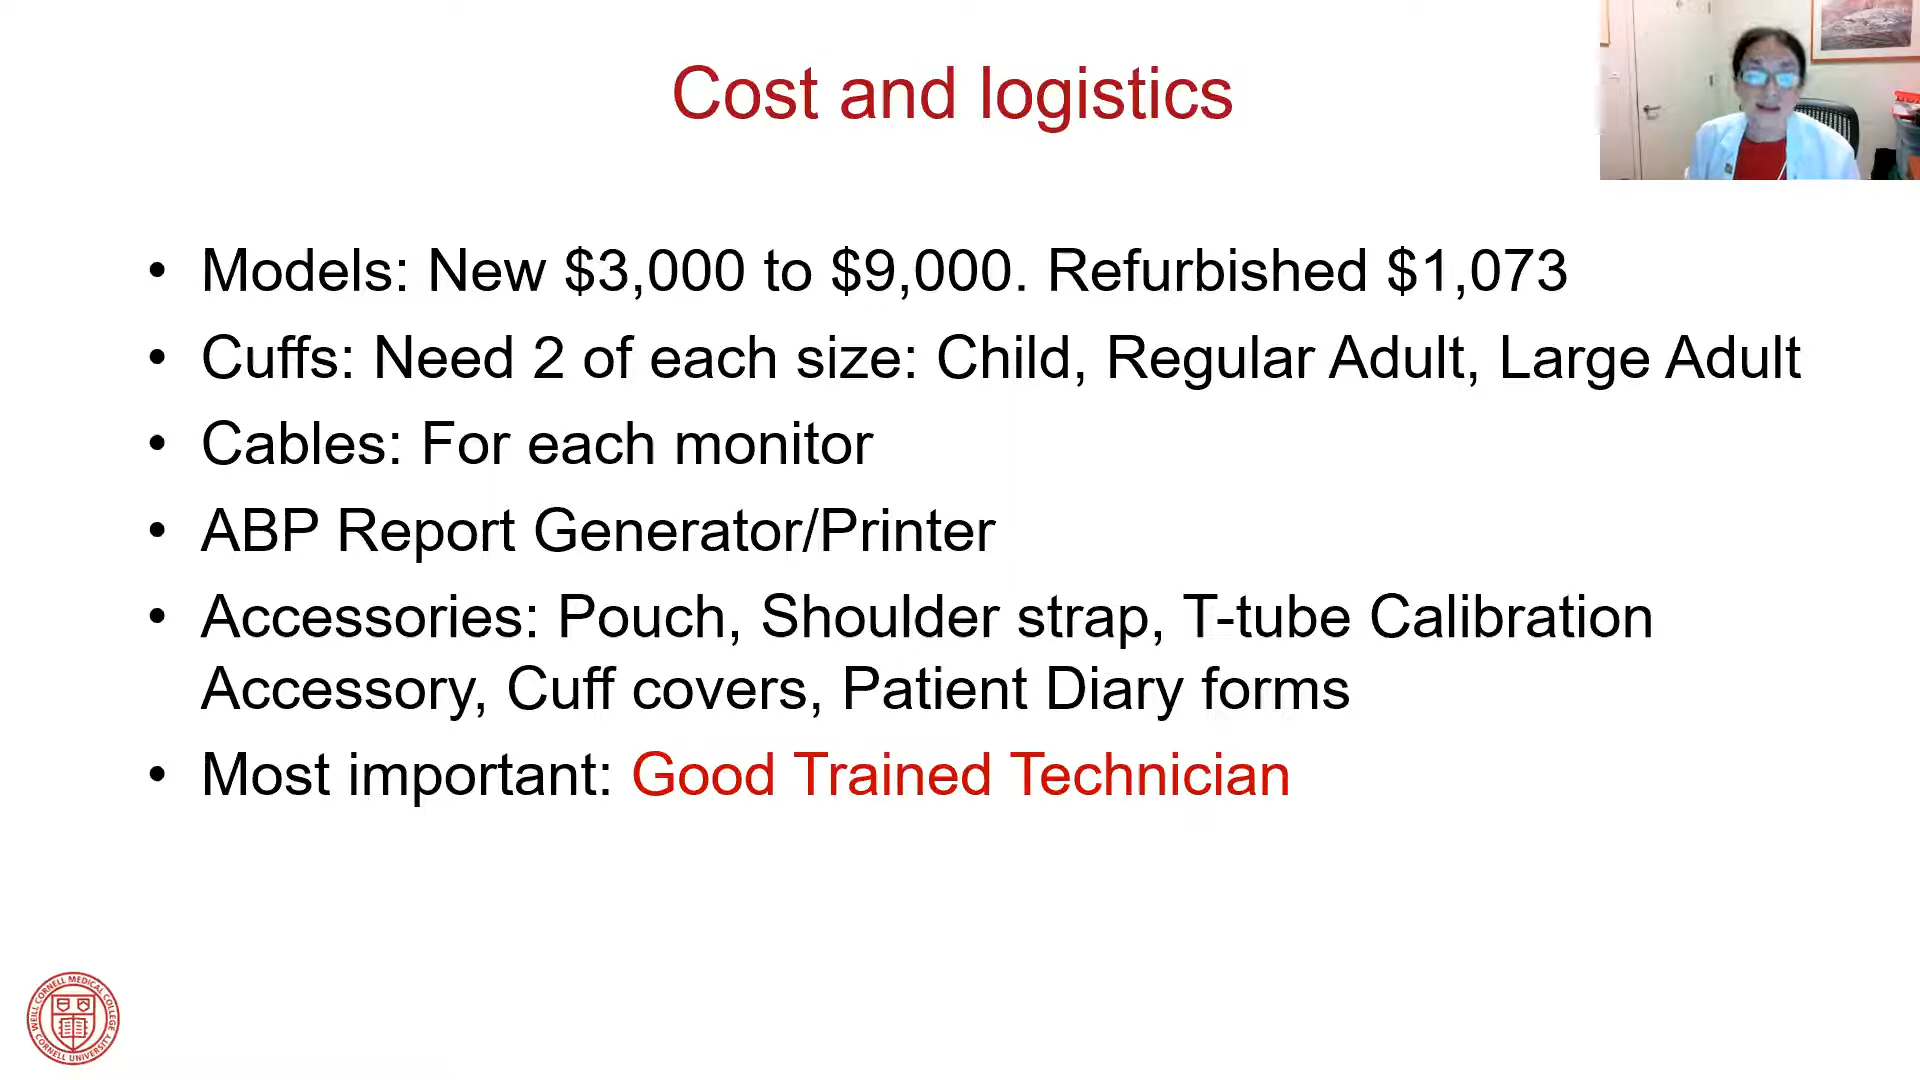 Cost and logistics
• Models: New $3,000 to $9,000. Refurbished $1,073
• Cuffs: Need 2 of each size: Child, Regular Adult, Large Adult
• Cables: For each monitor
• ABP Report Generator/Printer
• Accessories: Pouch, Shoulder strap, T-tube Calibration
Accessory, Cuff covers, Patient Diary forms
• Most important: Good Trained Technician
WEILL CORNELL MEDICAL COLLEGE
CORNELL UNIVERSITY